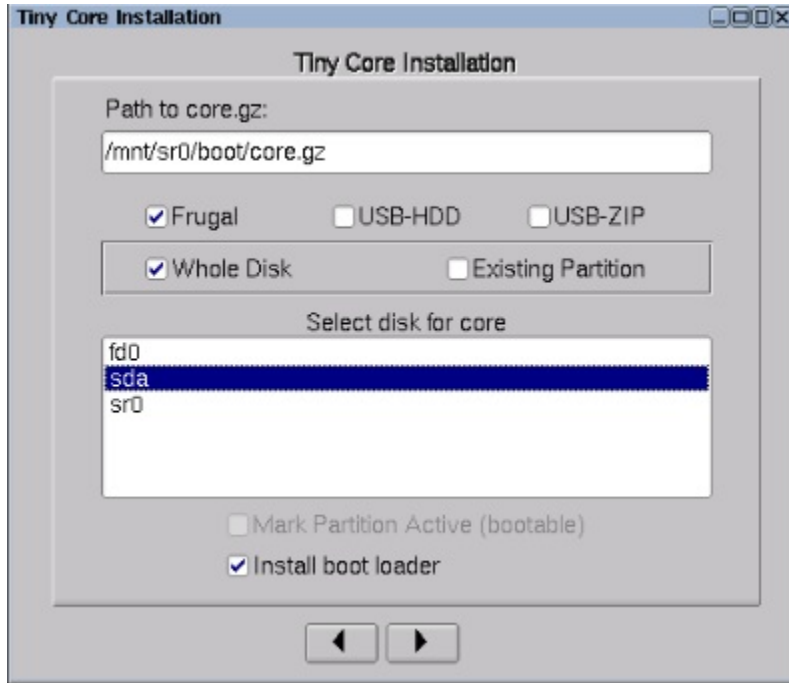 Tiny Core Installation
Tiny Core Installation
Path to core.gz:
/mnt/sr0/boot/core.gz
Frugal USB-HDD USB-ZIP
Whole Disk Existing Partition
Select disk for core
fd0
sda
sr0
Mark Partition Active (bootable)
Install boot loader